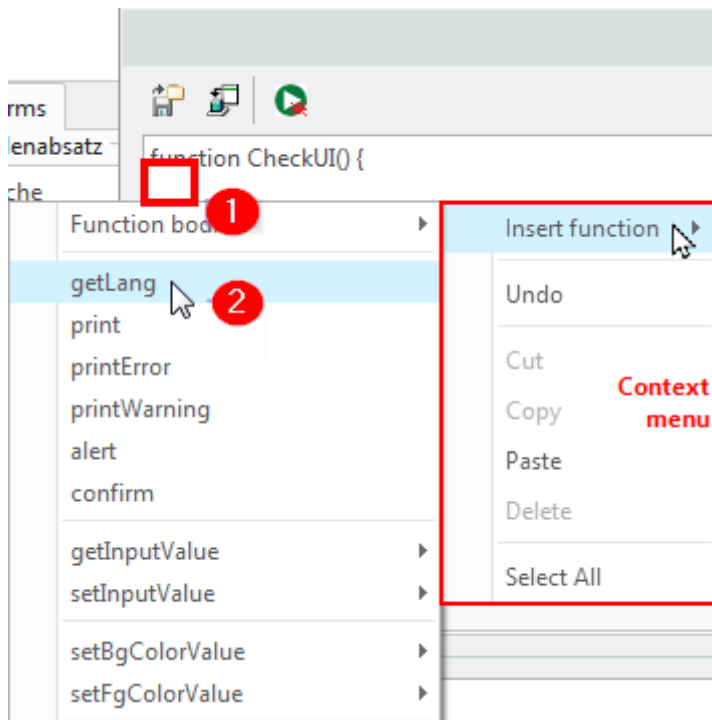 rms
lenabsatz
che
function CheckUI() {
1
Function bod
getLang
2
print
printError
printWarning
alert
confirm
getInputValue
setInputValue
setBgColorValue
setFgColorValue
Insert function
Undo
Cut
Copy
Paste
Delete
Select All
Context
menu